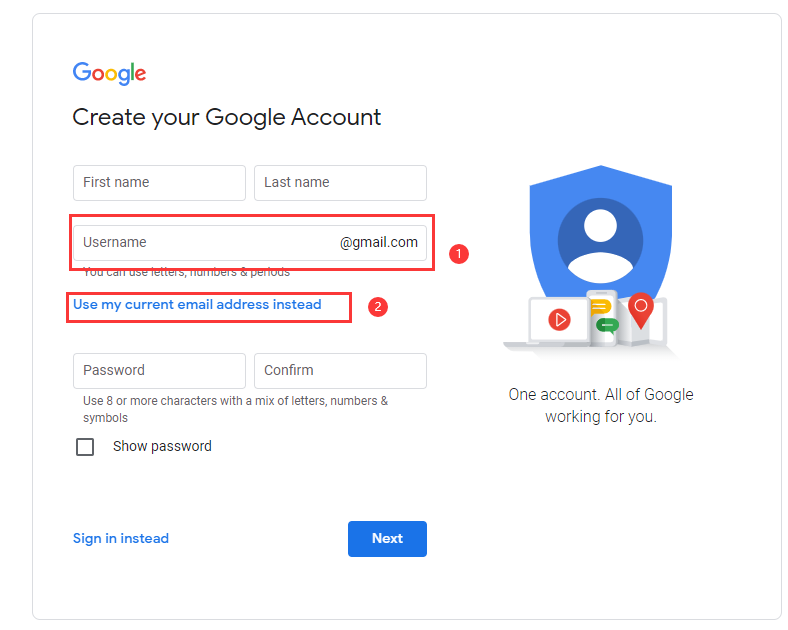 Google
Create your Google Account
First name
Last name
Username
@gmail.com
1
You can use letters, numbers & periods
Use my current email address instead
2
Password
Confirm
Use 8 or more characters with a mix of letters, numbers &
symbols
Show password
Sign in instead
Next
One account. All of Google
working for you.